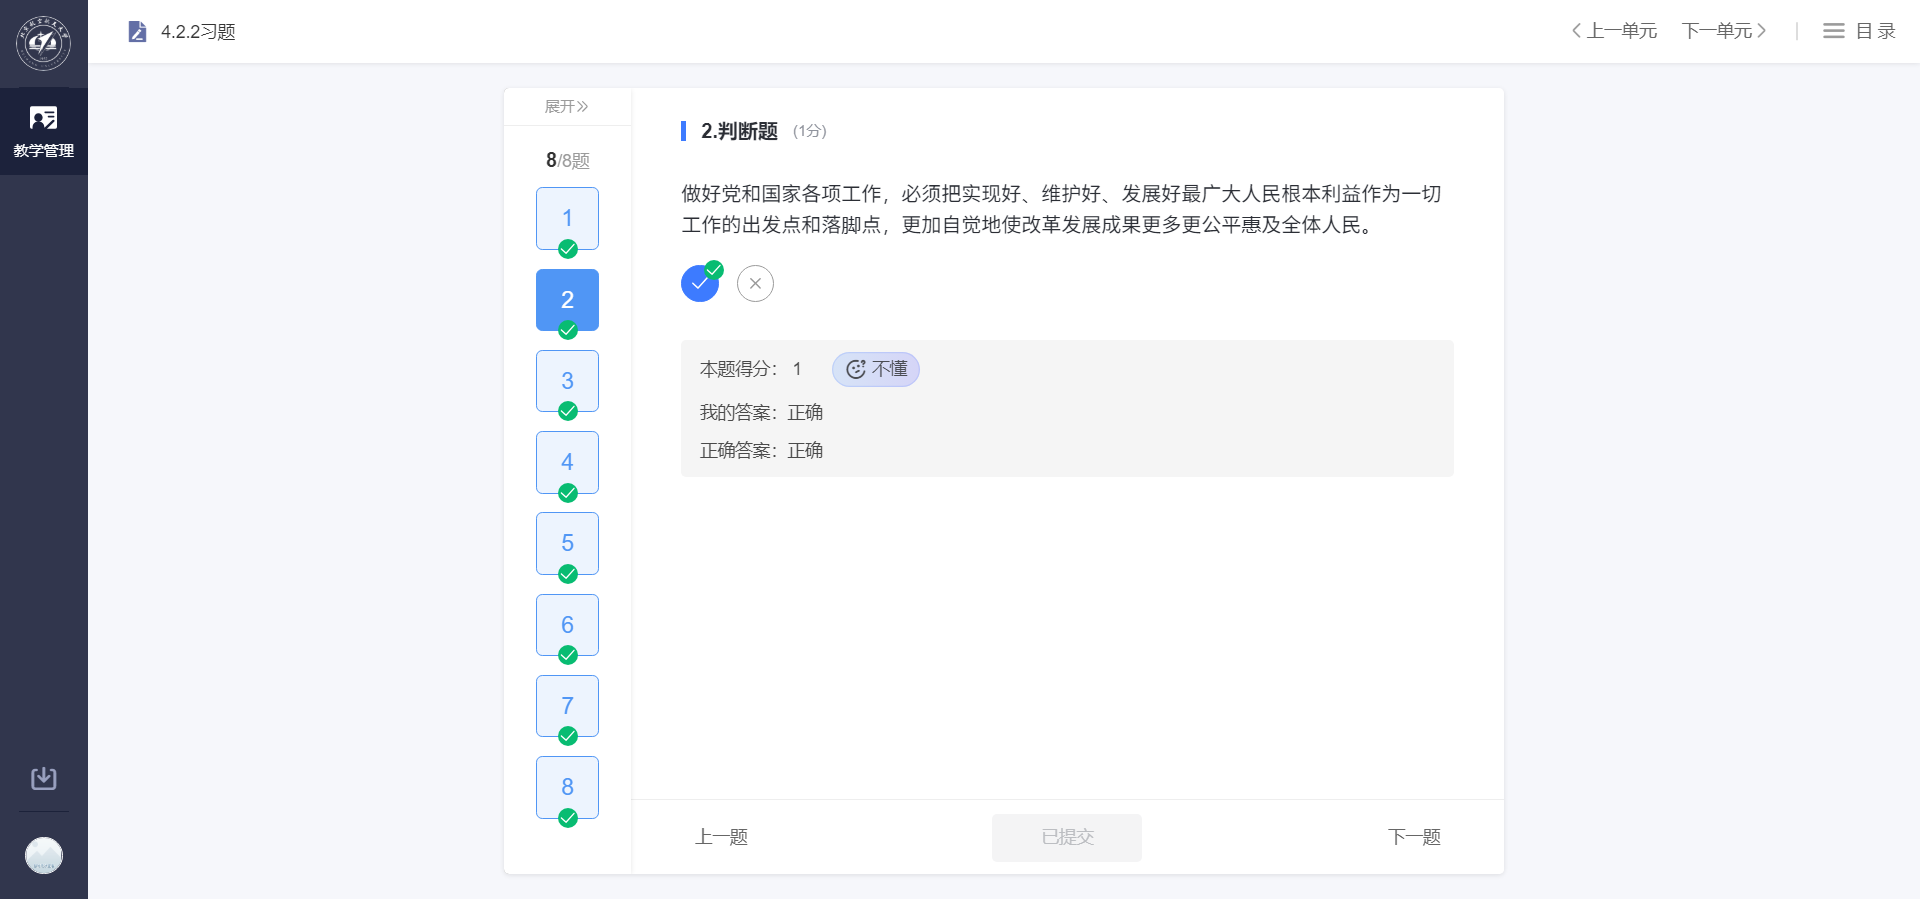 4.2.2习题
上一单元
下一单元
目录
教学管理
展开
8/8题
1
2
3
4
5
6
7
8
2.判断题 (1分)
做好党和国家各项工作，必须把实现好、维护好、发展好最广大人民根本利益作为一切
工作的出发点和落脚点，更加自觉地使改革发展成果更多更公平惠及全体人民。
本题得分： 1 不懂
我的答案：正确
正确答案：正确
上一题
已提交
下一题